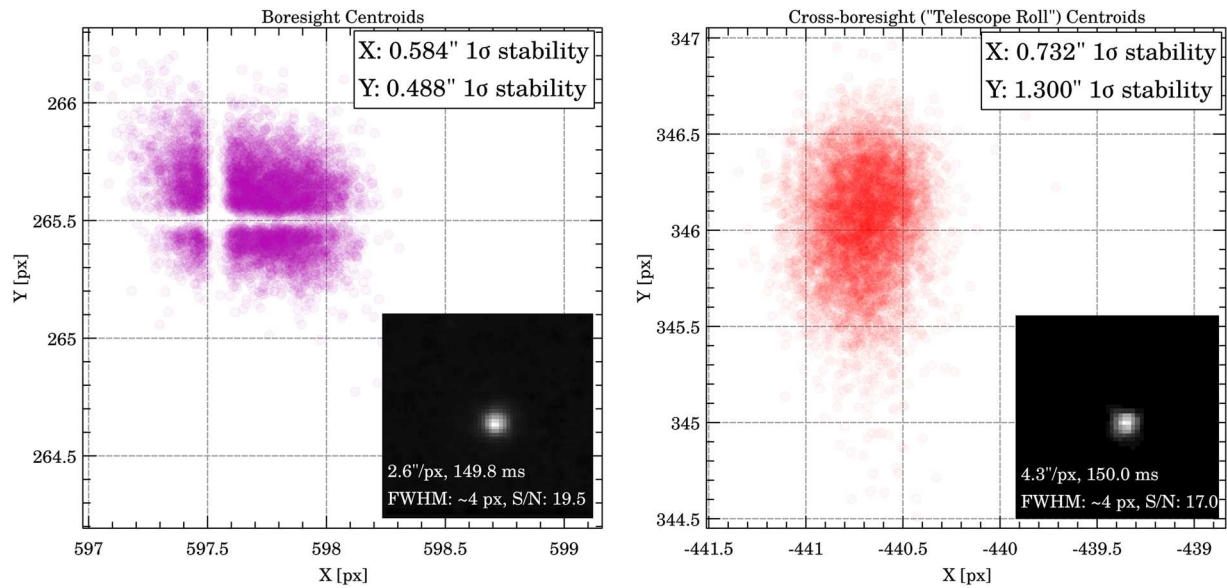 Boresight Centroids
X: 0.584" 1σ stability
Y: 0.488" 1σ stability
266
265.5
265
264.5
Y [px]
2.6"/px, 149.8 ms
FWHM: ~4 px, S/N: 19.5
597
597.5
598
598.5
599
X [px]
Cross-boresight ("Telescope Roll") Centroids
X: 0.732" 1σ stability
Y: 1.300" 1σ stability
347
346.5
346
345.5
345
344.5
Y [px]
4.3"/px, 150.0 ms
FWHM: ~4 px, S/N: 17.0
-441.5
-441
-440.5
-440
-439.5
-439
X [px]